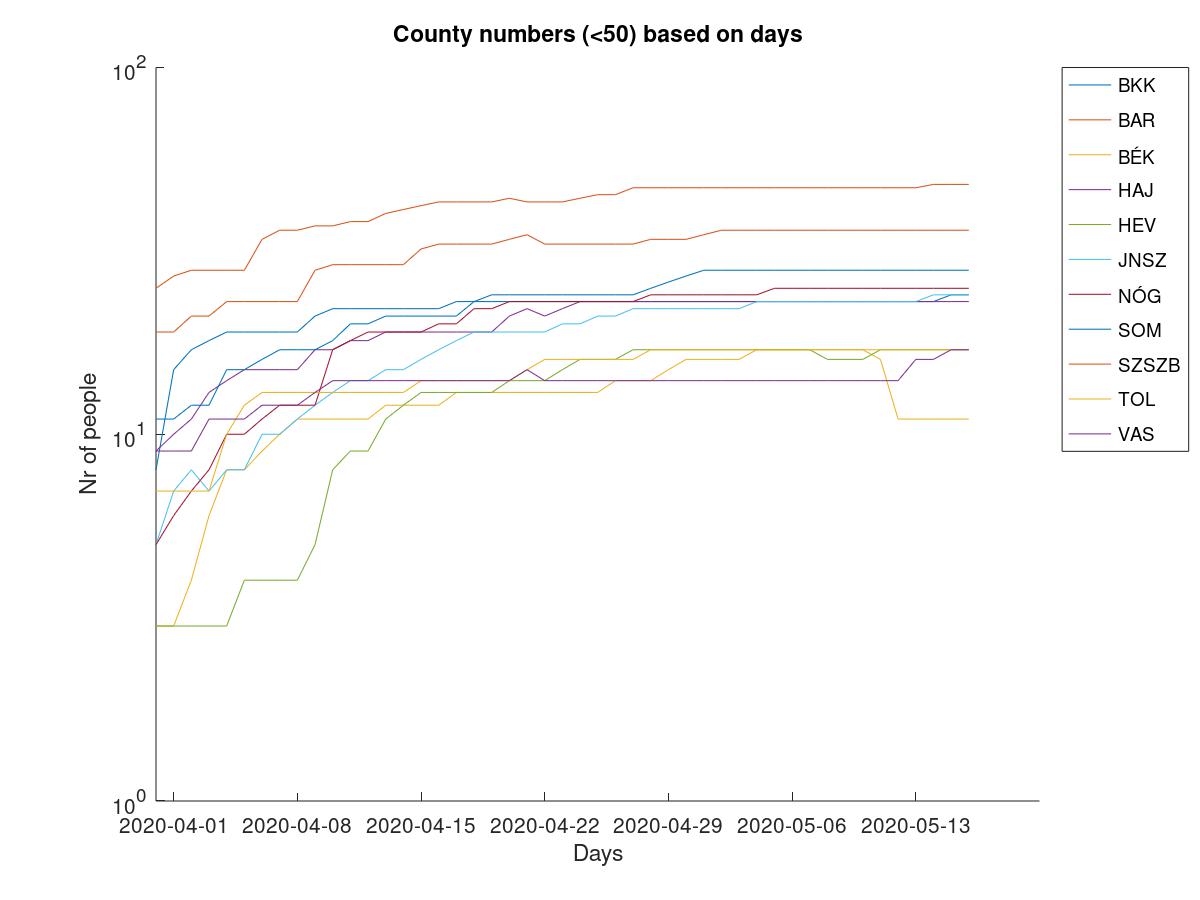 County numbers (<50) based on days
10^2
10^1
10^0
Nr of people
2020-04-01 2020-04-08 2020-04-15 2020-04-22 2020-04-29 2020-05-06 2020-05-13
Days
BKK
BAR
BÉK
HAJ
HEV
JNSZ
NÓG
SOM
SZSZB
TOL
VAS